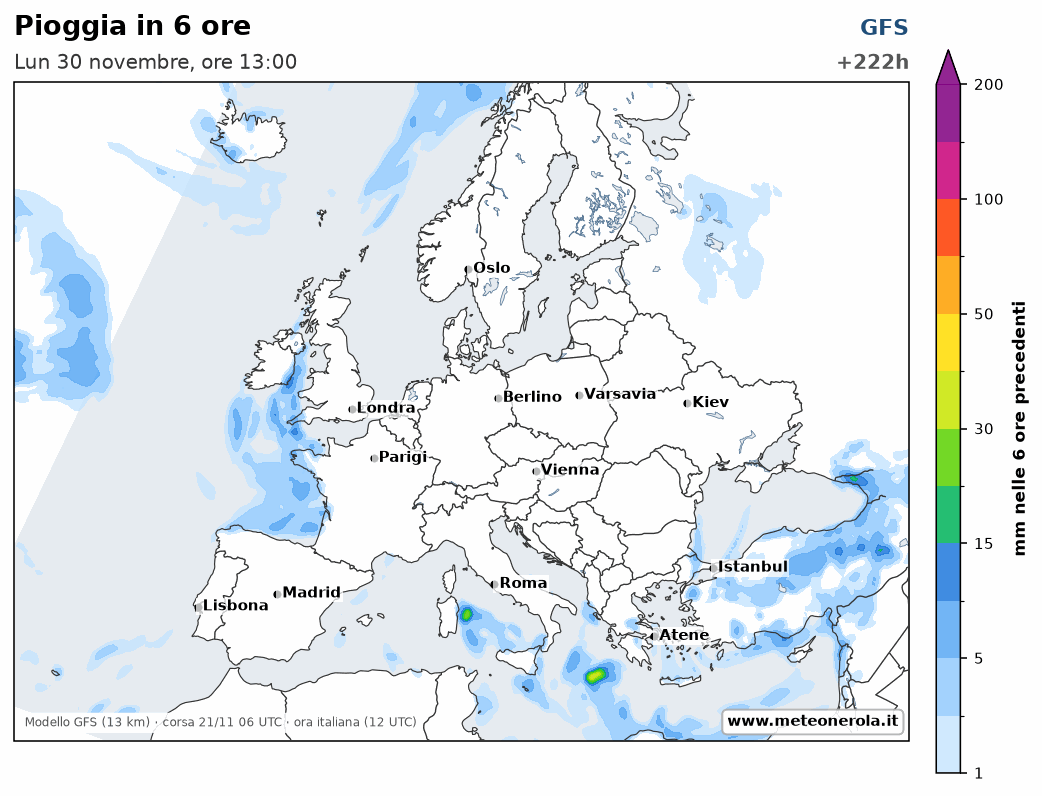 Pioggia in 6 ore
GFS
Lun 30 novembre, ore 13:00
+222h
200
100
50
30
15
5
1
mm nelle 6 ore precedenti
Oslo
Berlino
Varsavia
Kiev
Londra
Parigi
Vienna
Istanbul
Roma
Madrid
Lisbona
Atene
Modello GFS (13 km) · corsa 21/11 06 UTC · ora italiana (12 UTC)
www.meteonerola.it